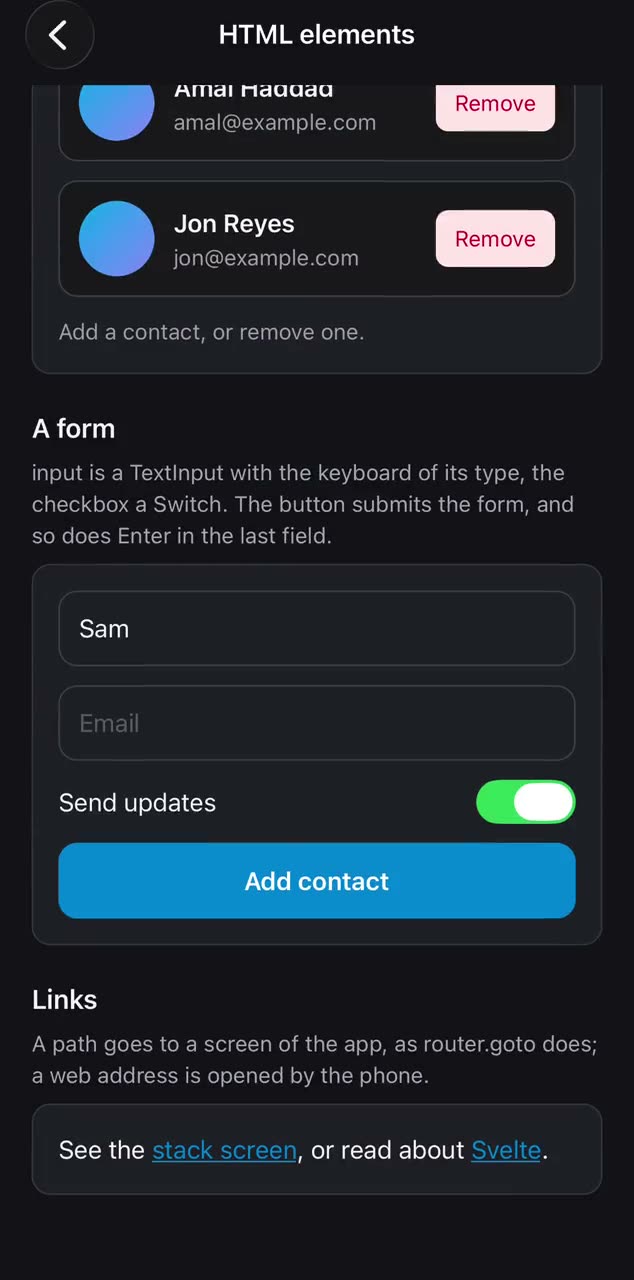 HTML elements
Amal Haddad
amal@example.com
Remove
Jon Reyes
jon@example.com
Remove
Add a contact, or remove one.
A form
input is a TextInput with the keyboard of its type, the
checkbox a Switch. The button submits the form, and
so does Enter in the last field.
Sam
Email
Send updates
Add contact
Links
A path goes to a screen of the app, as router.goto does;
a web address is opened by the phone.
See the stack screen, or read about Svelte.